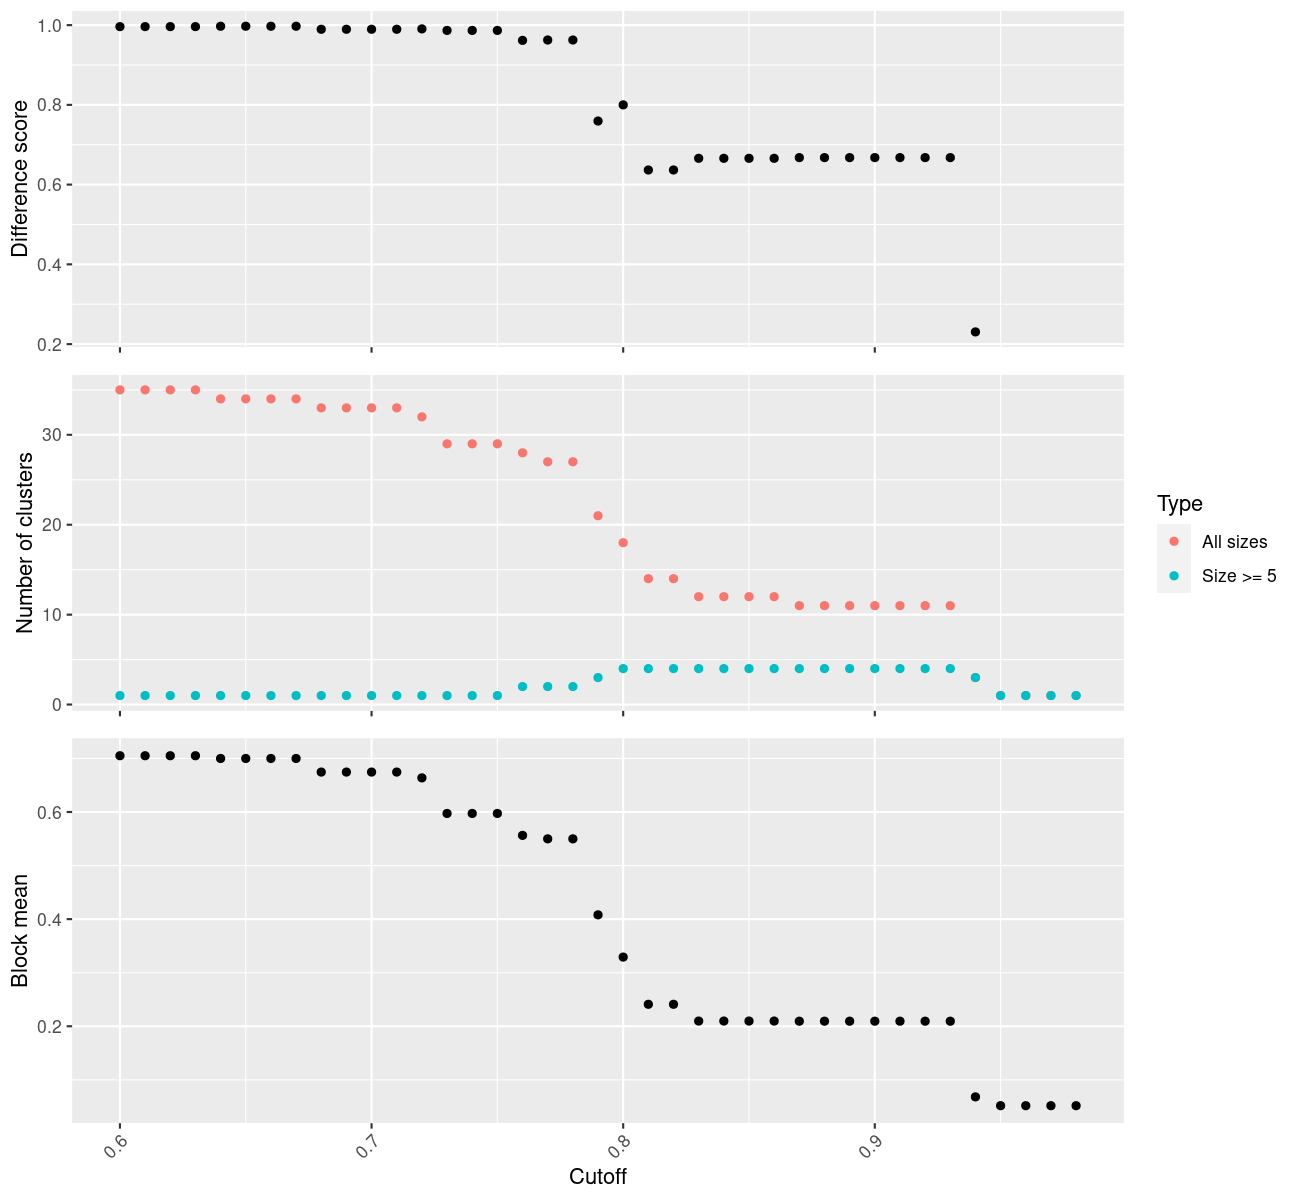 Difference score
1.0
0.8
0.6
0.4
0.2
Number of clusters
30
20
10
0
Type
All sizes
Size >= 5
Block mean
0.6
0.4
0.2
0.6
0.7
0.8
0.9
Cutoff